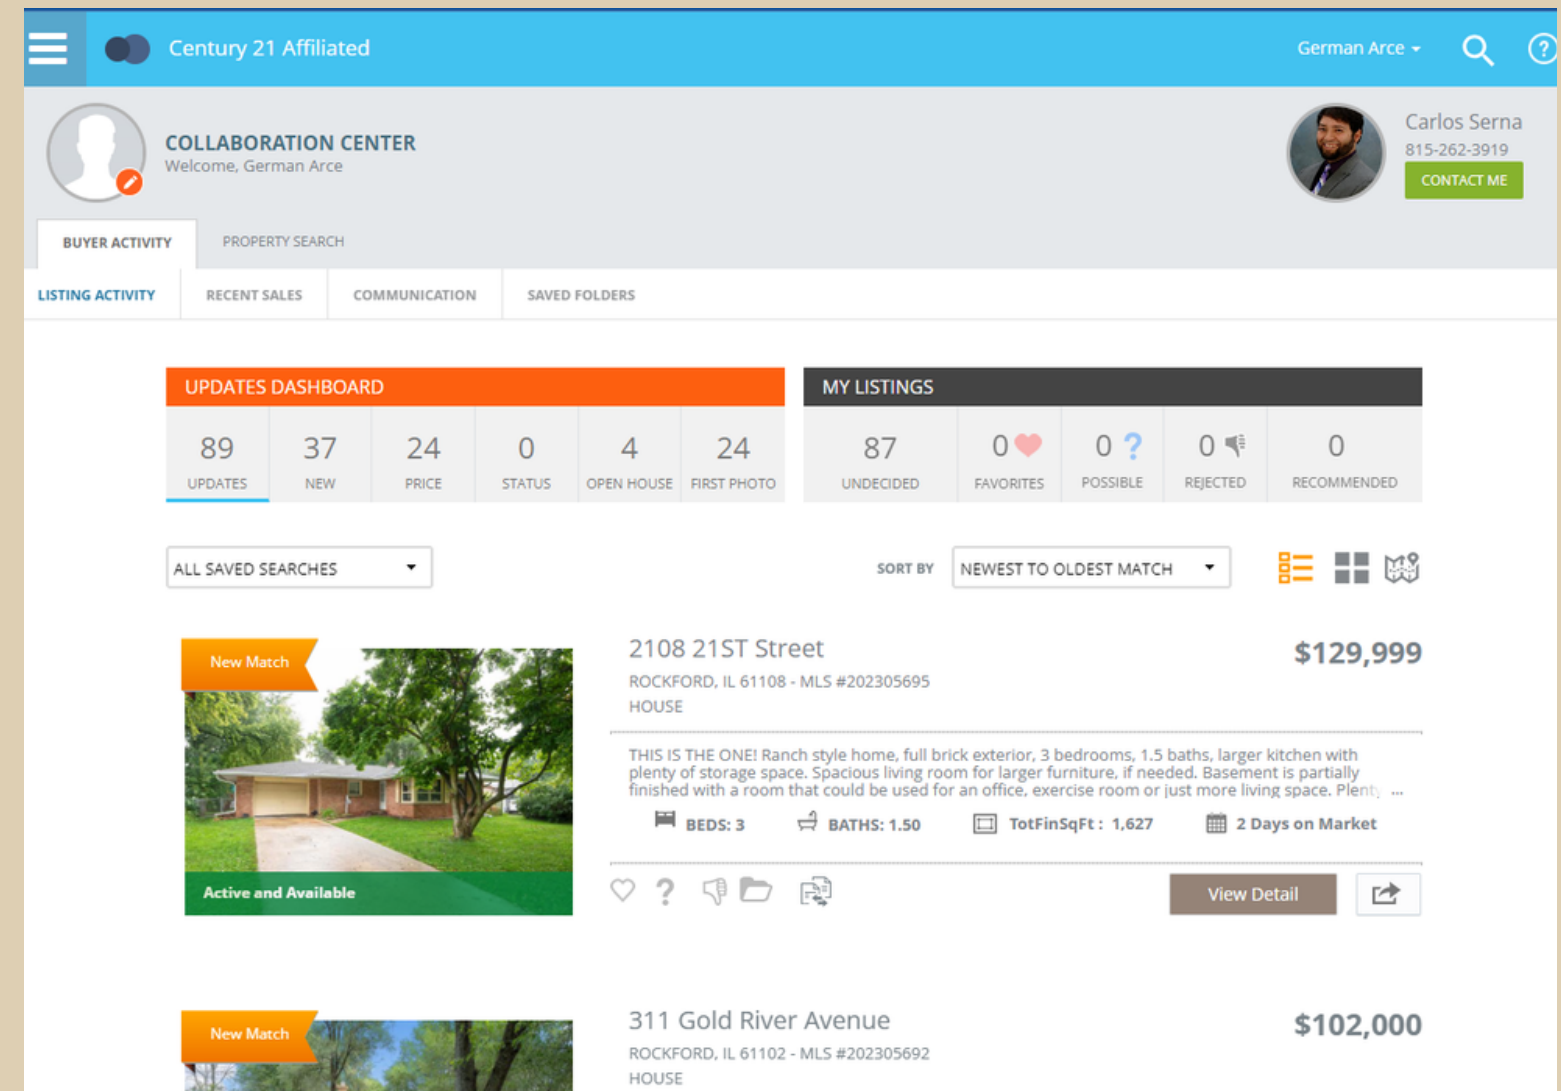 Century 21 Affiliated
German Arce
COLLABORATION CENTER
Welcome, German Arce
Carlos Serna
815-262-3919
CONTACT ME
BUYER ACTIVITY
PROPERTY SEARCH
LISTING ACTIVITY
RECENT SALES
COMMUNICATION
SAVED FOLDERS
UPDATES DASHBOARD
89 37 24 0 4 24
UPDATES NEW PRICE STATUS OPEN HOUSE FIRST PHOTO
MY LISTINGS
87 0 0 ? 0 0
UNDECIDED FAVORITES POSSIBLE REJECTED RECOMMENDED
ALL SAVED SEARCHES
SORT BY NEWEST TO OLDEST MATCH
New Match
Active and Available
2108 21ST Street
$129,999
ROCKFORD, IL 61108 - MLS #202305695
HOUSE
THIS IS THE ONE! Ranch style home, full brick exterior, 3 bedrooms, 1.5 baths, larger kitchen with
plenty of storage space. Spacious living room for larger furniture, if needed. Basement is partially
finished with a room that could be used for an office, exercise room or just more living space. Plenty ...
BEDS: 3 BATHS: 1.50 TotFinSqFt : 1,627 2 Days on Market
?
View Detail
New Match
311 Gold River Avenue
$102,000
ROCKFORD, IL 61102 - MLS #202305692
HOUSE